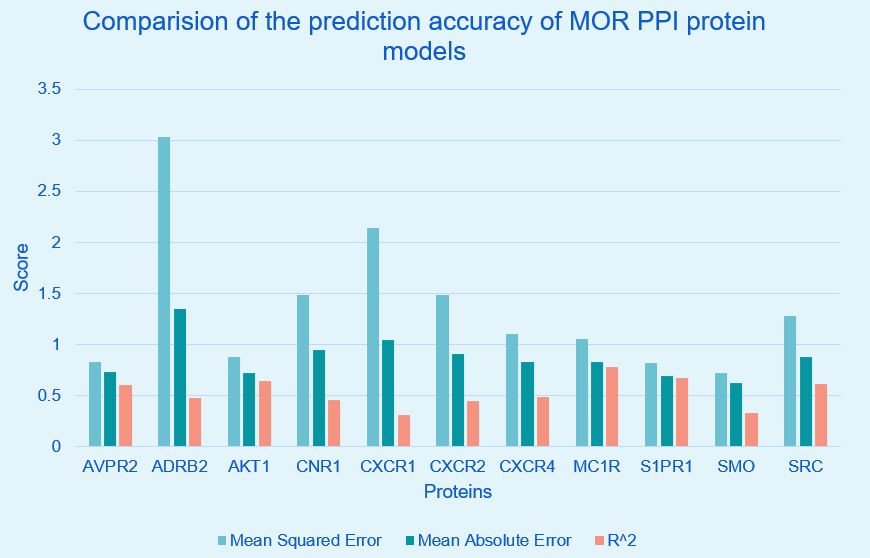 Comparision of the prediction accuracy of MOR PPI protein
models
3.5
3
2.5
2
1.5
1
0.5
0
Score
AVPR2 ADRB2 AKT1 CNR1 CXCR1 CXCR2 CXCR4 MC1R S1PR1 SMO SRC
Proteins
Mean Squared Error Mean Absolute Error R^2